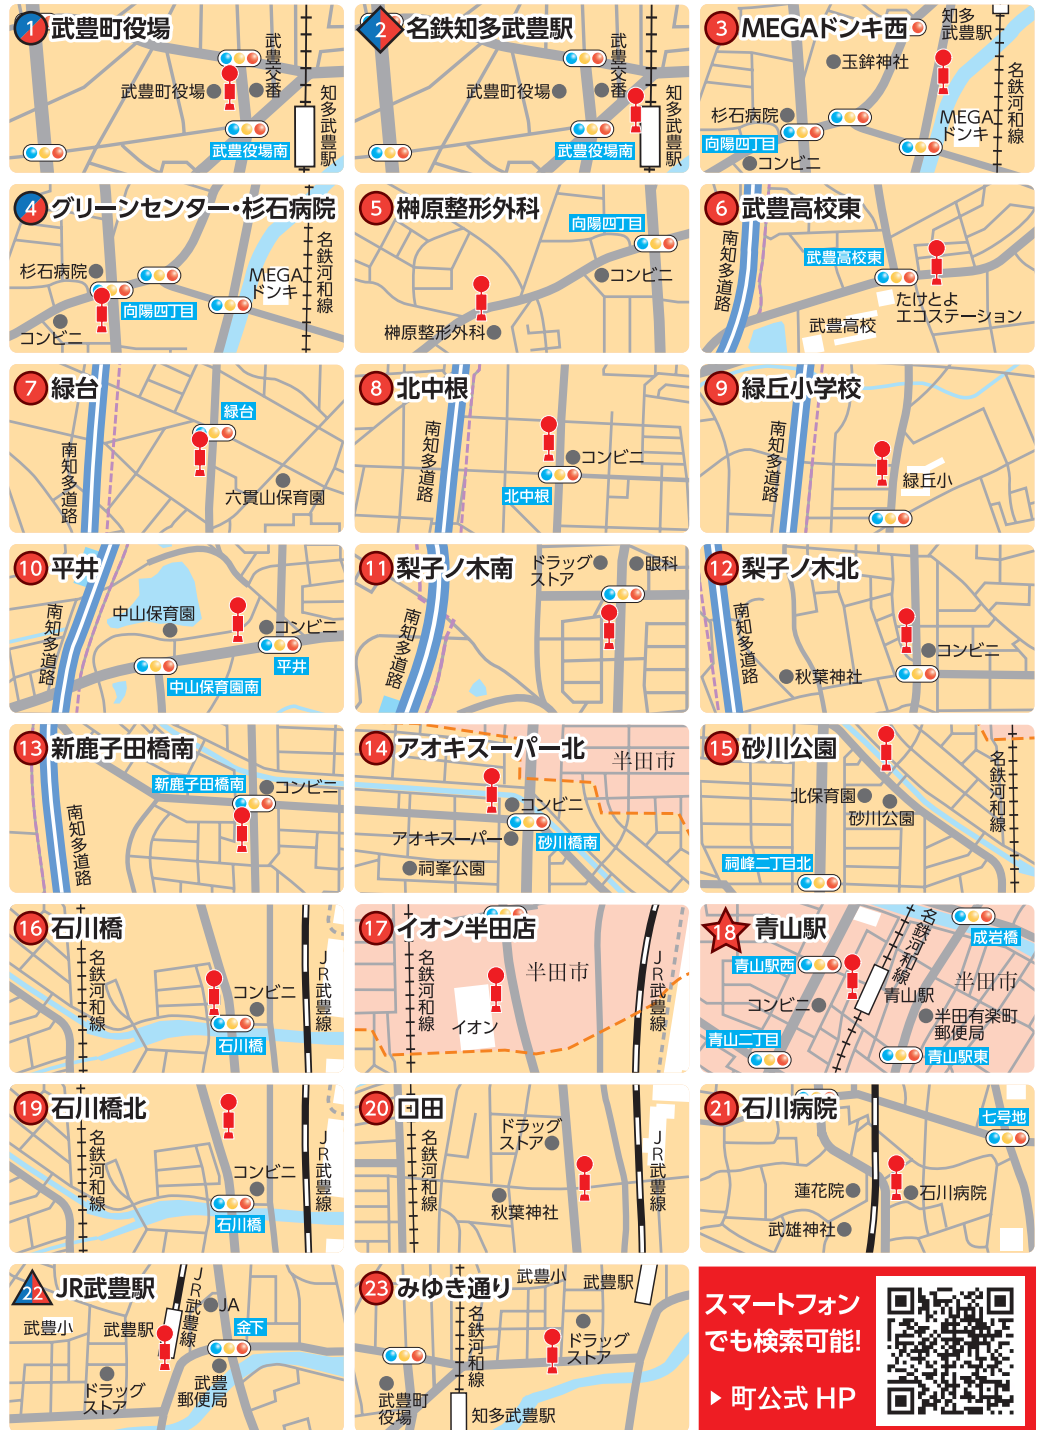 1 武豊町役場
武豊交番
武豊町役場
知多武豊駅
武豊役場南
2 名鉄知多武豊駅
武豊交番
武豊町役場
知多武豊駅
武豊役場南
3 MEGAドンキ西
知多
武豊駅
玉鉾神社
名鉄河和線
杉石病院
MEGA
ドンキ
向陽四丁目
コンビニ
4 グリーンセンター・杉石病院
名鉄河和線
杉石病院
MEGA
ドンキ
向陽四丁目
コンビニ
5 榊原整形外科
向陽四丁目
コンビニ
榊原整形外科
6 武豊高校東
南知多道路
武豊高校東
たけとよ
エコステーション
武豊高校
7 緑台
緑台
南知多道路
六貫山保育園
8 北中根
南知多道路
コンビニ
北中根
9 緑丘小学校
南知多道路
緑丘小
10 平井
中山保育園
南知多道路
コンビニ
平井
中山保育園南
11 梨子ノ木南
ドラッグ
ストア
眼科
南知多道路
12 梨子ノ木北
南知多道路
コンビニ
秋葉神社
13 新鹿子田橋南
新鹿子田橋南
コンビニ
南知多道路
14 アオキスーパー北
半田市
コンビニ
アオキスーパー
砂川橋南
祠峯公園
15 砂川公園
名鉄河和線
北保育園
砂川公園
祠峰二丁目北
16 石川橋
名鉄河和線
JR武豊線
コンビニ
石川橋
17 イオン半田店
名鉄河和線
半田市
JR武豊線
イオン
18 青山駅
名鉄河和線
成岩橋
青山駅西
半田市
青山駅
コンビニ
半田有楽町
郵便局
青山二丁目
青山駅東
19 石川橋北
名鉄河和線
JR武豊線
コンビニ
石川橋
20 口田
ドラッグ
ストア
名鉄河和線
JR武豊線
秋葉神社
21 石川病院
七号地
蓮花院
石川病院
武雄神社
22 JR武豊駅
JR武豊線
JA
武豊小
武豊駅
金下
ドラッグ
ストア
武豊
郵便局
23 みゆき通り
武豊小
武豊駅
名鉄河和線
ドラッグ
ストア
武豊町
役場
知多武豊駅
スマートフォン
でも検索可能!
町公式 HP